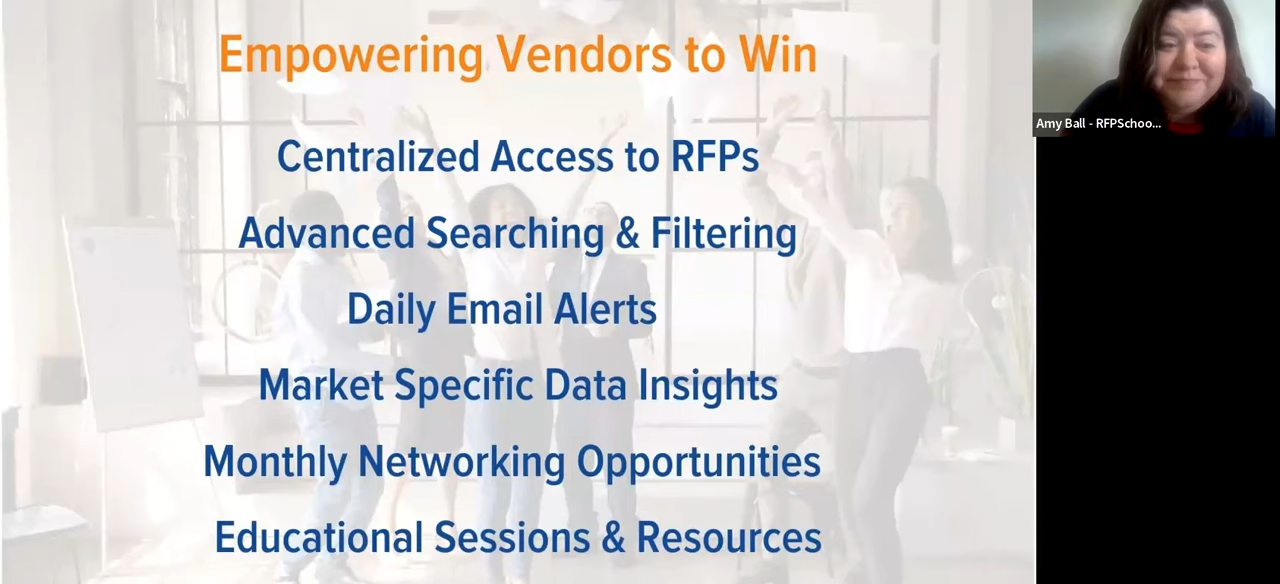 Empowering Vendors to Win
Centralized Access to RFPs
Advanced Searching & Filtering
Daily Email Alerts
Market Specific Data Insights
Monthly Networking Opportunities
Educational Sessions & Resources
Amy Ball - RFPSchoo...